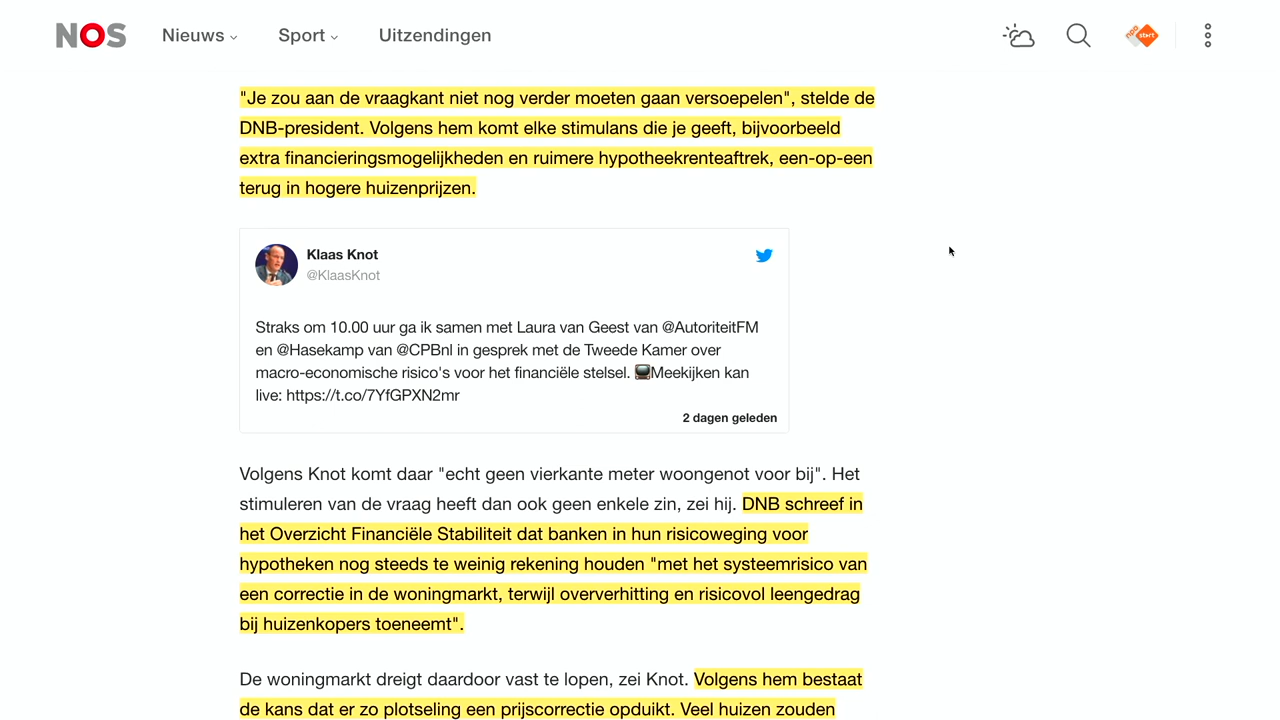 NOS Nieuws Sport Uitzendingen npo start
"Je zou aan de vraagkant niet nog verder moeten gaan versoepelen", stelde de
DNB-president. Volgens hem komt elke stimulans die je geeft, bijvoorbeeld
extra financieringsmogelijkheden en ruimere hypotheekrenteaftrek, een-op-een
terug in hogere huizenprijzen.
Klaas Knot
@KlaasKnot
Straks om 10.00 uur ga ik samen met Laura van Geest van @AutoriteitFM
en @Hasekamp van @CPBnl in gesprek met de Tweede Kamer over
macro-economische risico's voor het financiële stelsel. 📺Meekijken kan
live: https://t.co/7YfGPXN2mr
2 dagen geleden
Volgens Knot komt daar "echt geen vierkante meter woongenot voor bij". Het
stimuleren van de vraag heeft dan ook geen enkele zin, zei hij. DNB schreef in
het Overzicht Financiële Stabiliteit dat banken in hun risicoweging voor
hypotheken nog steeds te weinig rekening houden "met het systeemrisico van
een correctie in de woningmarkt, terwijl oververhitting en risicovol leengedrag
bij huizenkopers toeneemt".
De woningmarkt dreigt daardoor vast te lopen, zei Knot. Volgens hem bestaat
de kans dat er zo plotseling een prijscorrectie opduikt. Veel huizen zouden